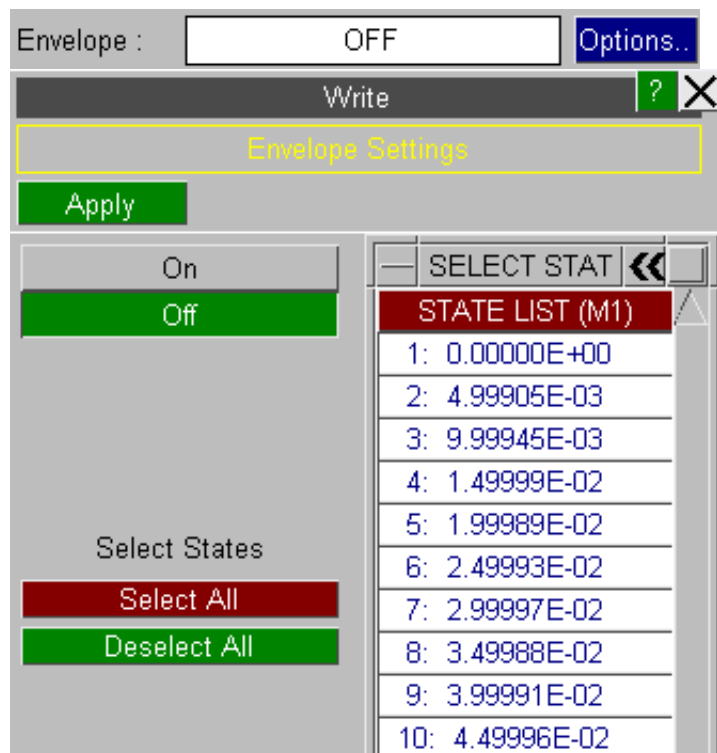 Envelope : OFF Options..
Write ?
Envelope Settings
Apply
On
Off
Select States
Select All
Deselect All
SELECT STAT
STATE LIST (M1)
1: 0.00000E+00
2: 4.99905E-03
3: 9.99945E-03
4: 1.49999E-02
5: 1.99989E-02
6: 2.49993E-02
7: 2.99997E-02
8: 3.49988E-02
9: 3.99991E-02
10: 4.49996E-02